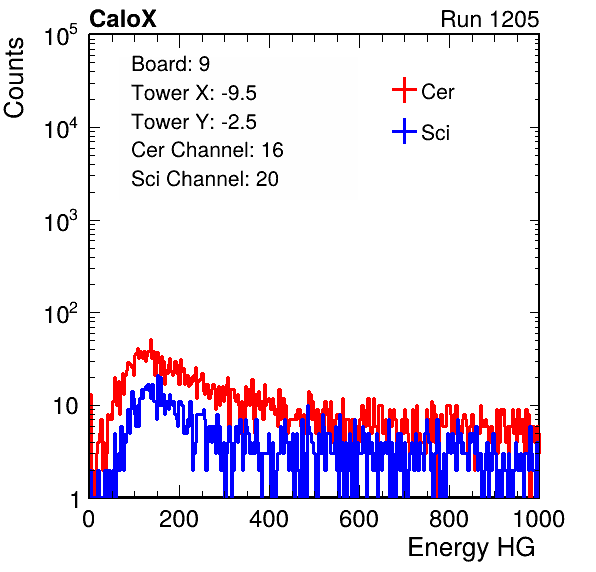 CaloX Run 1205
Counts
10^5
10^4
10^3
10^2
10
1
Board: 9
Tower X: -9.5
Tower Y: -2.5
Cer Channel: 16
Sci Channel: 20
Cer
Sci
0 200 400 600 800 1000
Energy HG